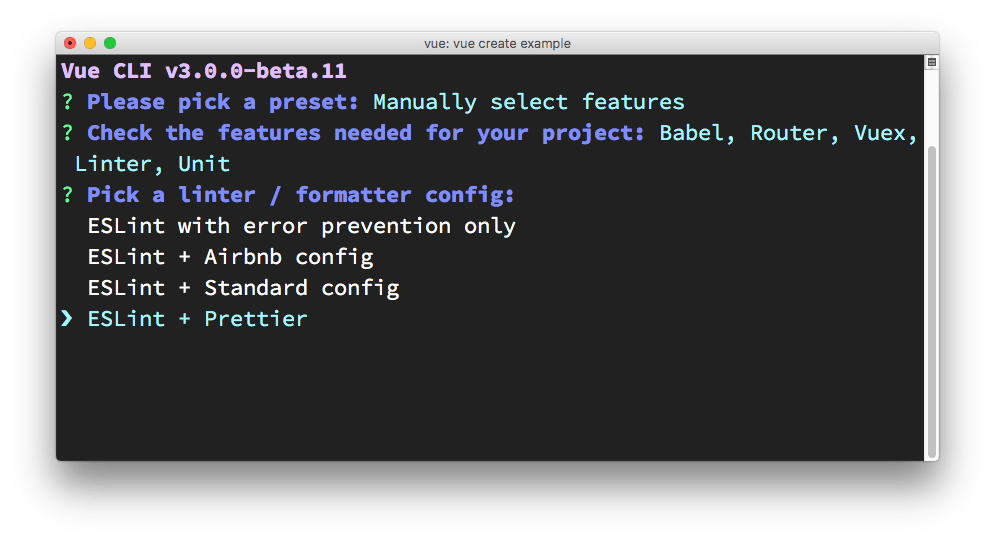 vue: vue create example
Vue CLI v3.0.0-beta.11
? Please pick a preset: Manually select features
? Check the features needed for your project: Babel, Router, Vuex,
Linter, Unit
? Pick a linter / formatter config:
ESLint with error prevention only
ESLint + Airbnb config
ESLint + Standard config
❯ ESLint + Prettier